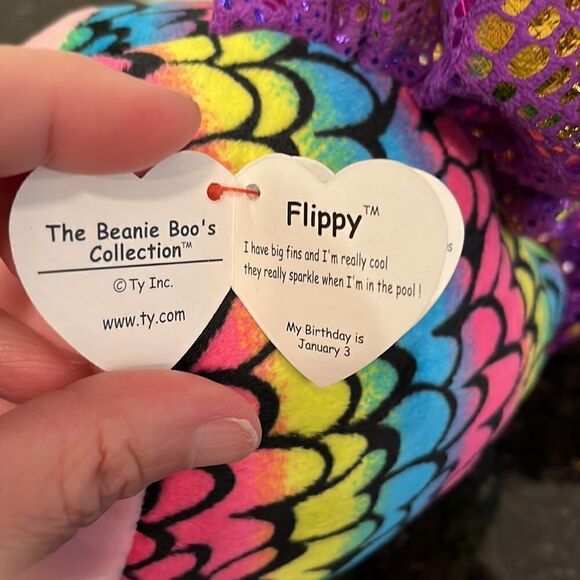 The Beanie Boo's
Collection™
© Ty Inc.
www.ty.com
Flippy™
I have big fins and I'm really cool
they really sparkle when I'm in the pool !
My Birthday is
January 3